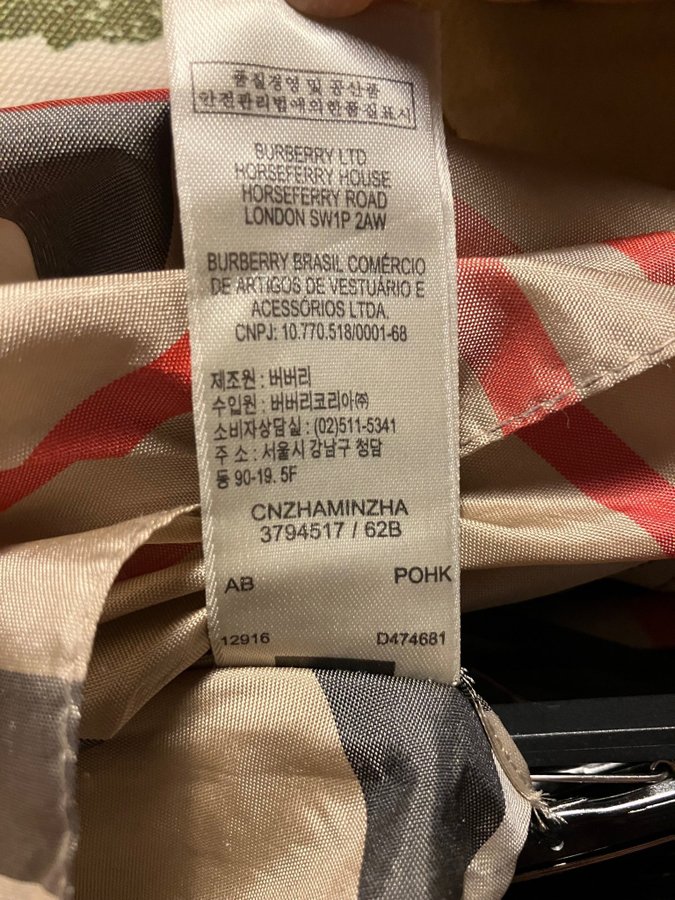 품질경영 및 공산품
안전관리법에의한품질표시
BURBERRY LTD
HORSEFERRY HOUSE
HORSEFERRY ROAD
LONDON SW1P 2AW
BURBERRY BRASIL COMÉRCIO
DE ARTIGOS DE VESTUÁRIO E
ACESSÓRIOS LTDA.
CNPJ: 10.770.518/0001-68
제조원 : 버버리
수입원 : 버버리코리아㈜
소비자상담실 : (02)511-5341
주 소 : 서울시 강남구 청담
동 90-19. 5F
CNZHAMINZHA
3794517 / 62B
AB POHK
12916 D474681